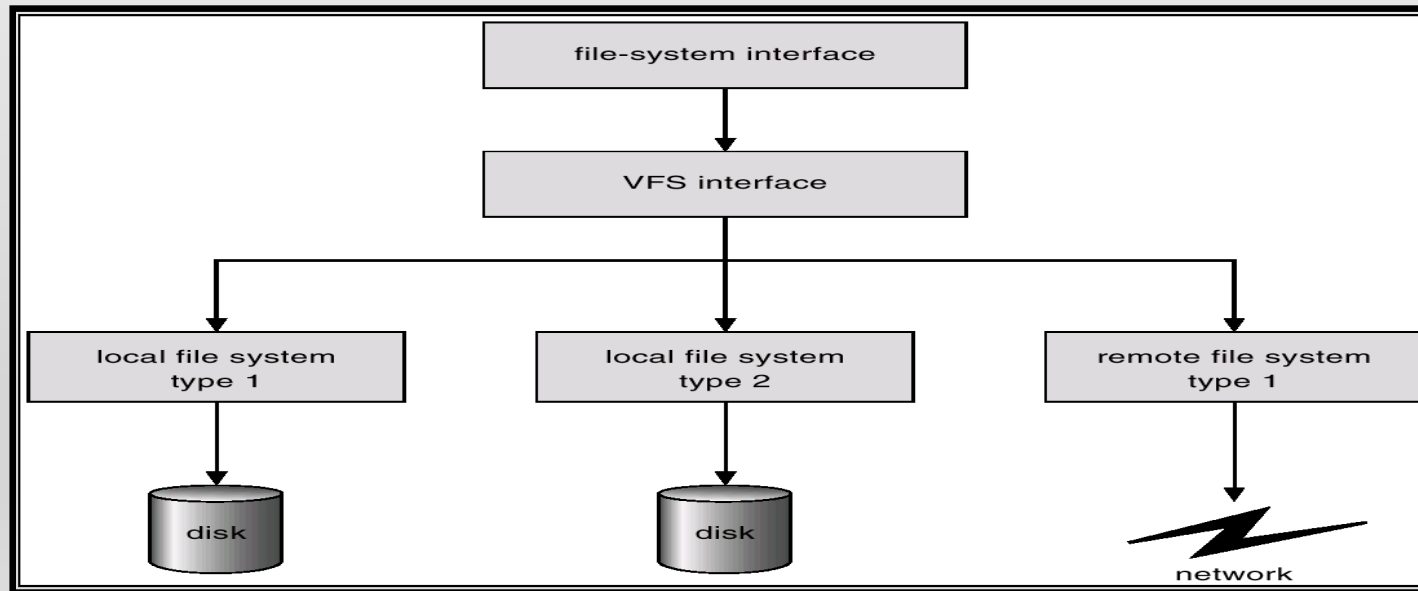 file-system interface
VFS interface
local file system
type 1
local file system
type 2
remote file system
type 1
disk
disk
network